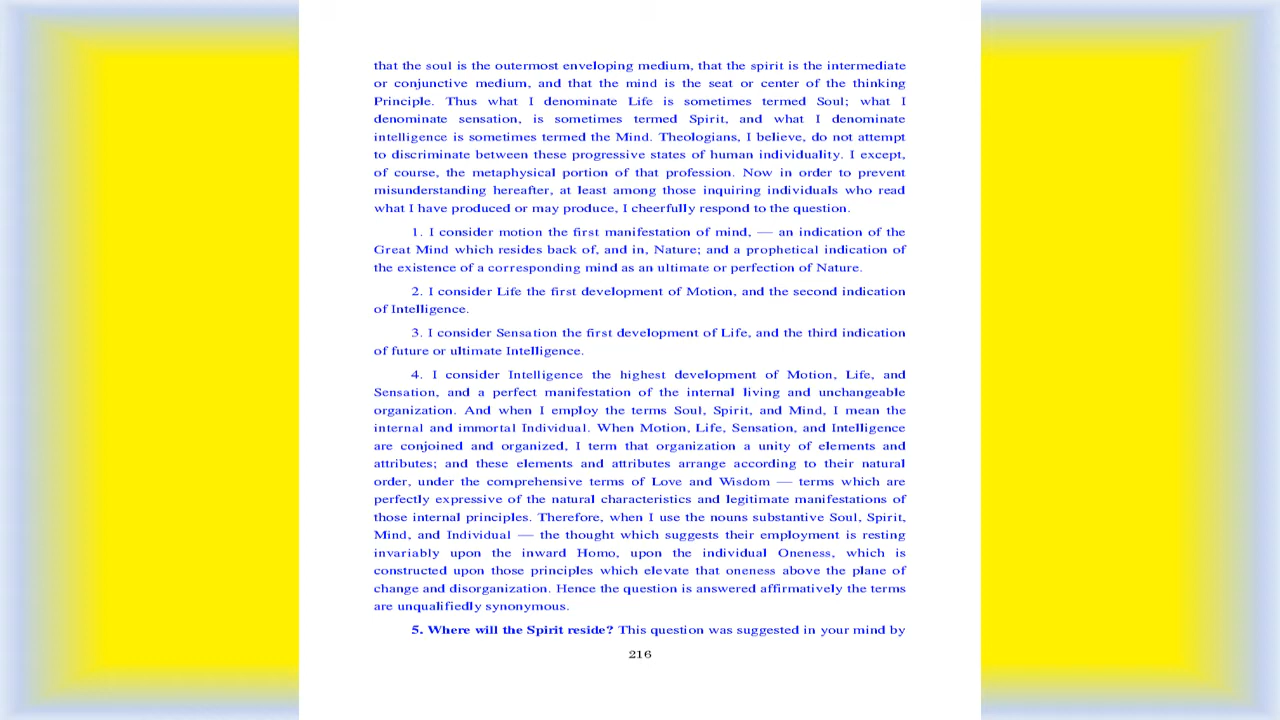 that the soul is the outermost enveloping medium, that the spirit is the intermediate
or conjunctive medium, and that the mind is the seat or center of the thinking
Principle. Thus what I denominate Life is sometimes termed Soul; what I
denominate sensation, is sometimes termed Spirit, and what I denominate
intelligence is sometimes termed the Mind. Theologians, I believe, do not attempt
to discriminate between these progressive states of human individuality. I except,
of course, the metaphysical portion of that profession. Now in order to prevent
misunderstanding hereafter, at least among those inquiring individuals who read
what I have produced or may produce, I cheerfully respond to the question.
1. I consider motion the first manifestation of mind, — an indication of the
Great Mind which resides back of, and in, Nature; and a prophetical indication of
the existence of a corresponding mind as an ultimate or perfection of Nature.
2. I consider Life the first development of Motion, and the second indication
of Intelligence.
3. I consider Sensation the first development of Life, and the third indication
of future or ultimate Intelligence.
4. I consider Intelligence the highest development of Motion, Life, and
Sensation, and a perfect manifestation of the internal living and unchangeable
organization. And when I employ the terms Soul, Spirit, and Mind, I mean the
internal and immortal Individual. When Motion, Life, Sensation, and Intelligence
are conjoined and organized, I term that organization a unity of elements and
attributes; and these elements and attributes arrange according to their natural
order, under the comprehensive terms of Love and Wisdom — terms which are
perfectly expressive of the natural characteristics and legitimate manifestations of
those internal principles. Therefore, when I use the nouns substantive Soul, Spirit,
Mind, and Individual — the thought which suggests their employment is resting
invariably upon the inward Homo, upon the individual Oneness, which is
constructed upon those principles which elevate that oneness above the plane of
change and disorganization. Hence the question is answered affirmatively the terms
are unqualifiedly synonymous.
5. Where will the Spirit reside? This question was suggested in your mind by
216